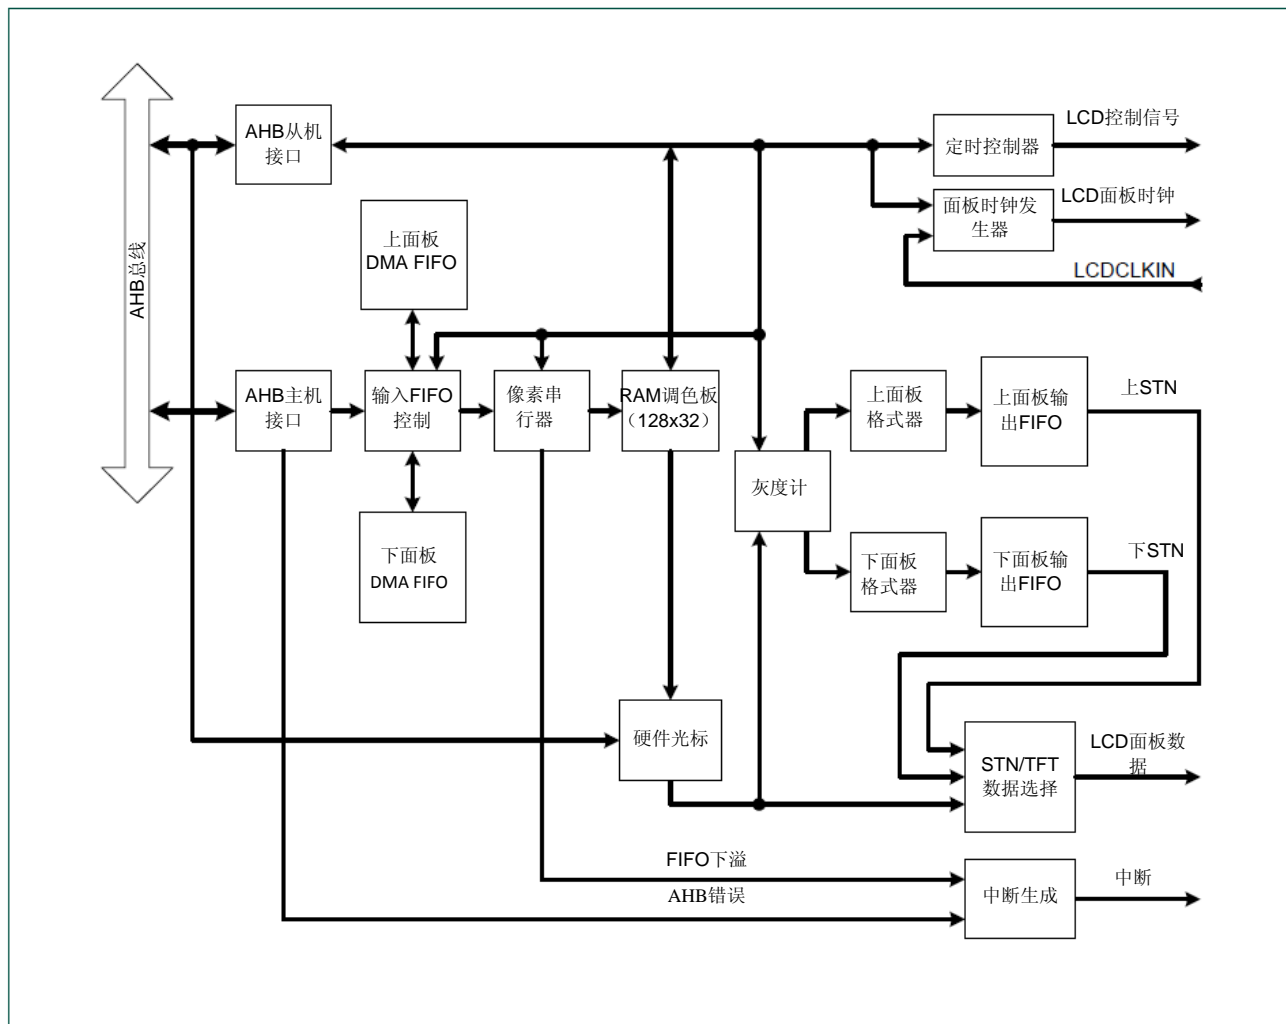 AHB从机
接口
LCD控制信号
定时控制器
LCD面板时钟
面板时钟发
生器
LCDCLKIN
上面板
DMA FIFO
AHB总线
AHB主机
接口
输入FIFO
控制
像素串
行器
RAM调色板
（128x32）
上面板
格式器
上面板输
出FIFO
上STN
灰度计
下面板
DMA FIFO
下面板
格式器
下面板输
出FIFO
下STN
硬件光标
STN/TFT
数据选择
LCD面板数
据
FIFO下溢
AHB错误
中断生成
中断